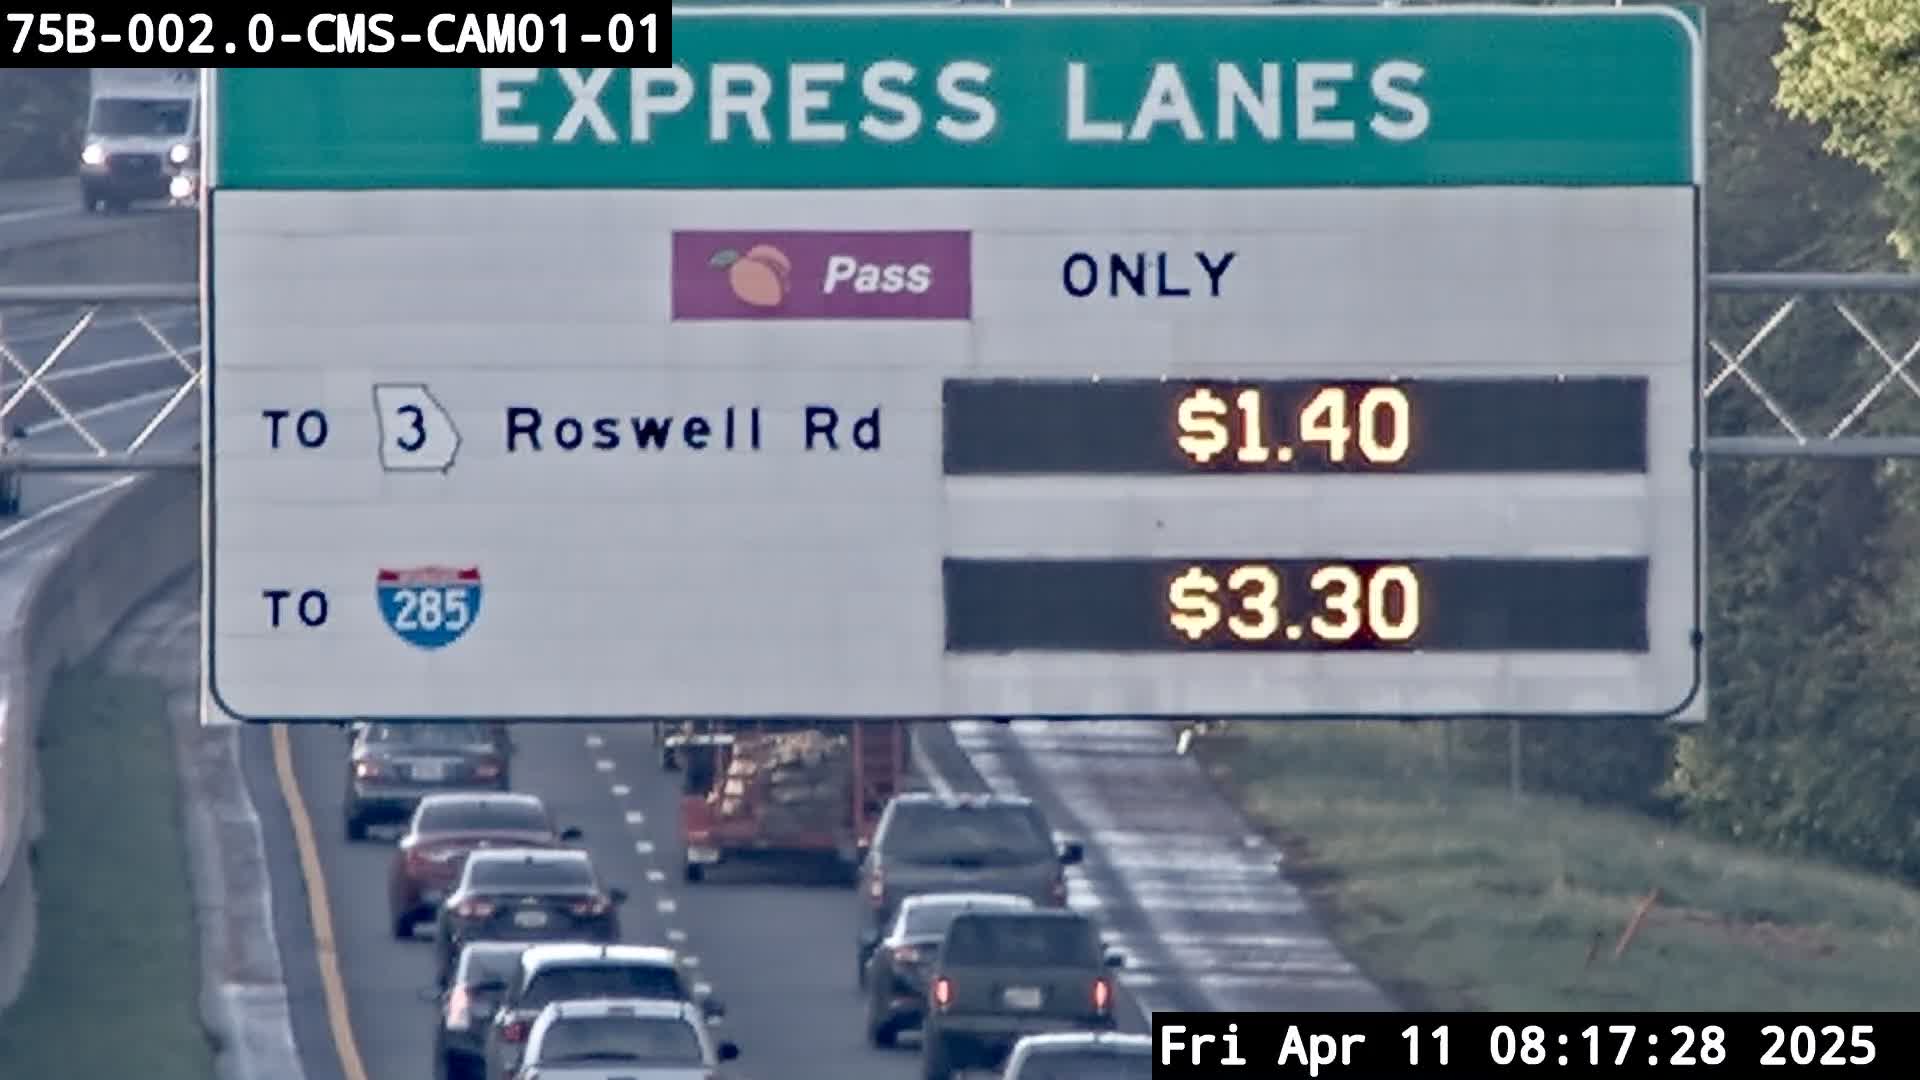 75B-002.0-CMS-CAM01-01
EXPRESS LANES
Pass ONLY
TO 3 Roswell Rd $1.40
TO 285 $3.30
Fri Apr 11 08:17:28 2025